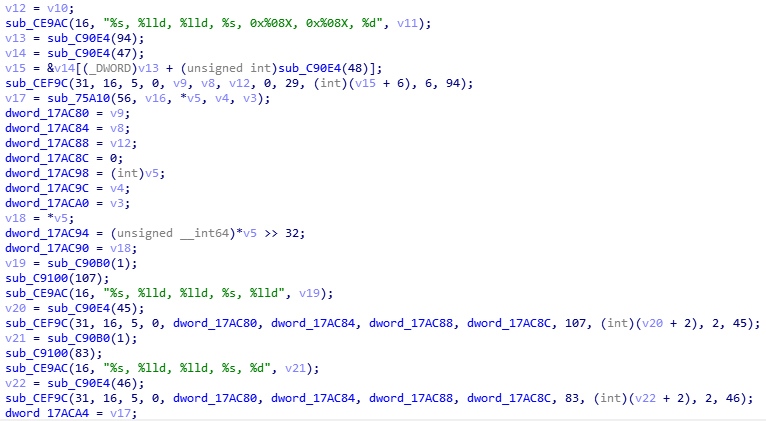 v12 = v10;
sub_CE9AC(16, "%s, %lld, %lld, %s, 0x%08X, 0x%08X, %d", v11);
v13 = sub_C90E4(94);
v14 = sub_C90E4(47);
v15 = &v14[(_DWORD)v13 + (unsigned int)sub_C90E4(48)];
sub_CEF9C(31, 16, 5, 0, v9, v8, v12, 0, 29, (int)(v15 + 6), 6, 94);
v17 = sub_75A10(56, v16, *v5, v4, v3);
dword_17AC80 = v9;
dword_17AC84 = v8;
dword_17AC88 = v12;
dword_17AC8C = 0;
dword_17AC98 = (int)v5;
dword_17AC9C = v4;
dword_17ACA0 = v3;
v18 = *v5;
dword_17AC94 = (unsigned __int64)*v5 >> 32;
dword_17AC90 = v18;
v19 = sub_C90B0(1);
sub_C9100(107);
sub_CE9AC(16, "%s, %lld, %lld, %s, %lld", v19);
v20 = sub_C90E4(45);
sub_CEF9C(31, 16, 5, 0, dword_17AC80, dword_17AC84, dword_17AC88, dword_17AC8C, 107, (int)(v20 + 2), 2, 45);
v21 = sub_C90B0(1);
sub_C9100(83);
sub_CE9AC(16, "%s, %lld, %lld, %s, %d", v21);
v22 = sub_C90E4(46);
sub_CEF9C(31, 16, 5, 0, dword_17AC80, dword_17AC84, dword_17AC88, dword_17AC8C, 83, (int)(v22 + 2), 2, 46);
dword_17ACA4 = v17;